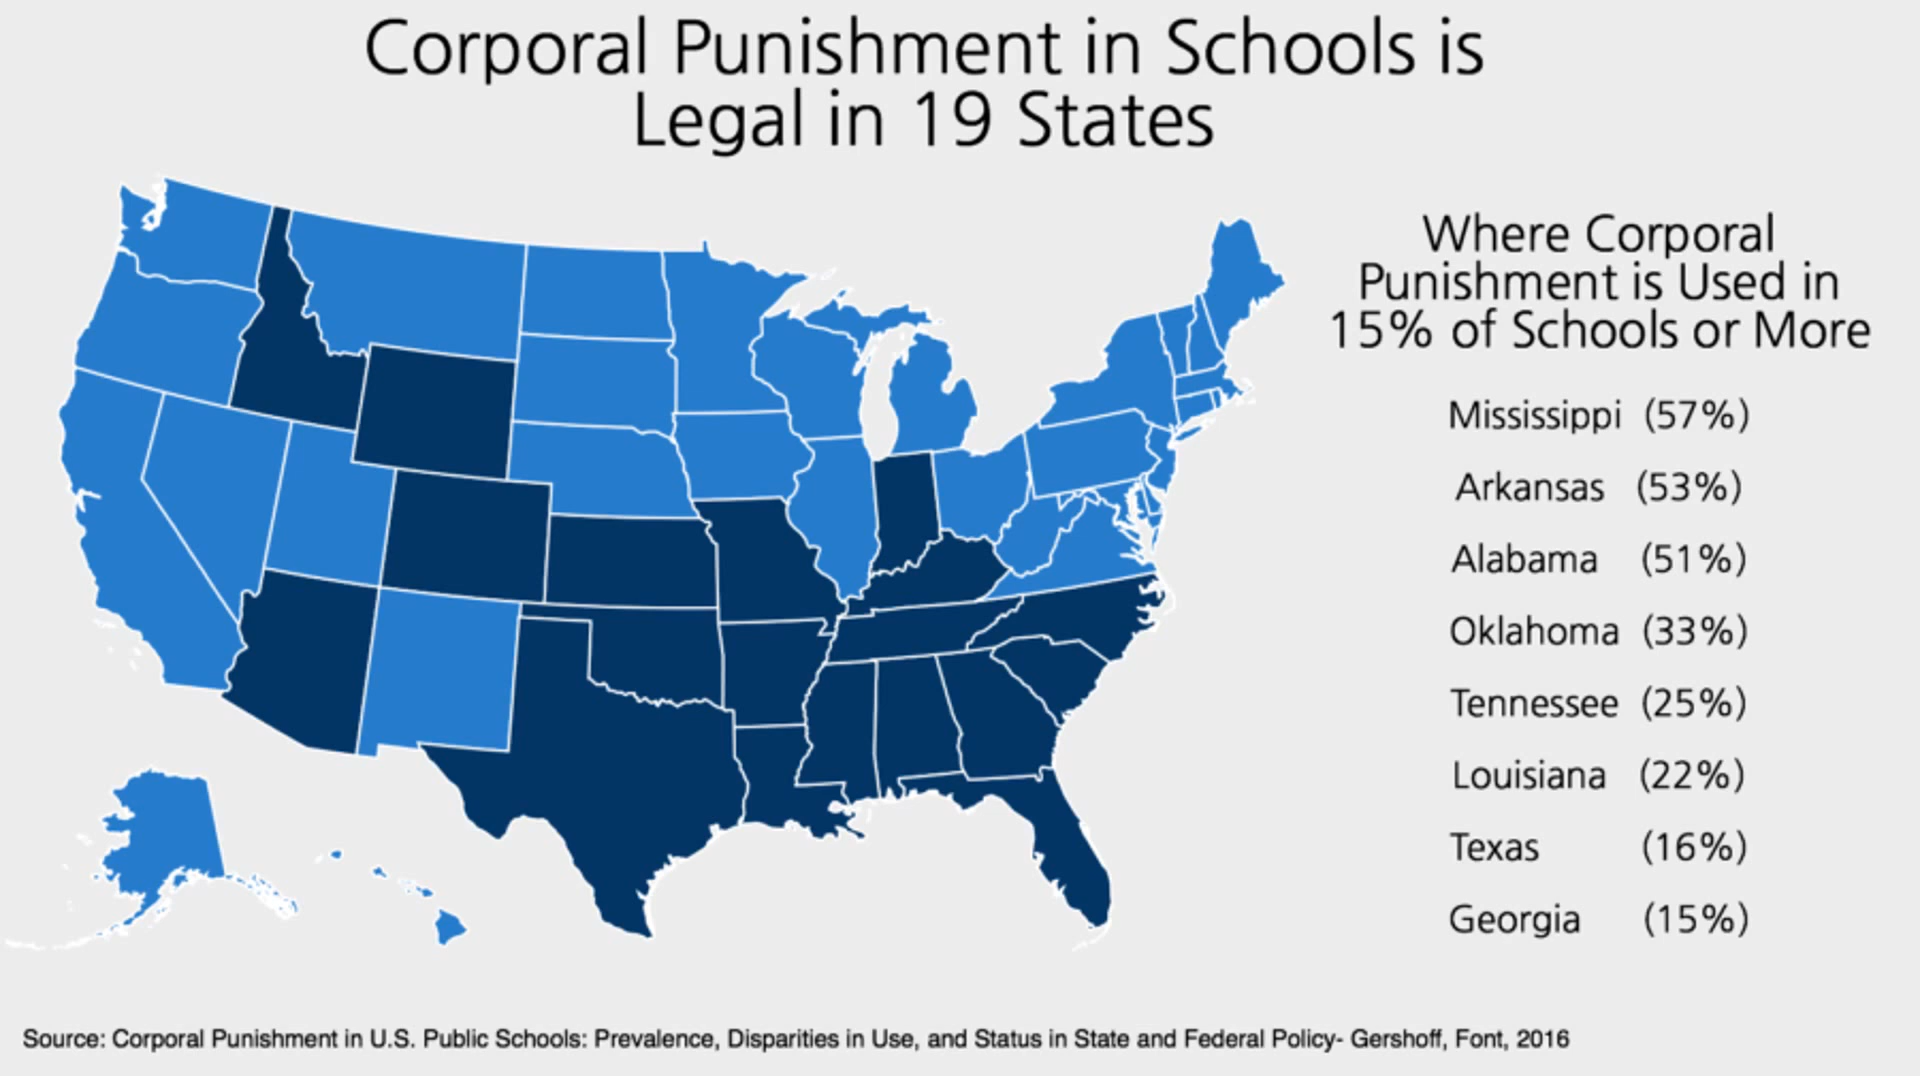 Corporal Punishment in Schools is
Legal in 19 States
Where Corporal
Punishment is Used in
15% of Schools or More
Mississippi (57%)
Arkansas (53%)
Alabama (51%)
Oklahoma (33%)
Tennessee (25%)
Louisiana (22%)
Texas (16%)
Georgia (15%)
Source: Corporal Punishment in U.S. Public Schools: Prevalence, Disparities in Use, and Status in State and Federal Policy- Gershoff, Font, 2016